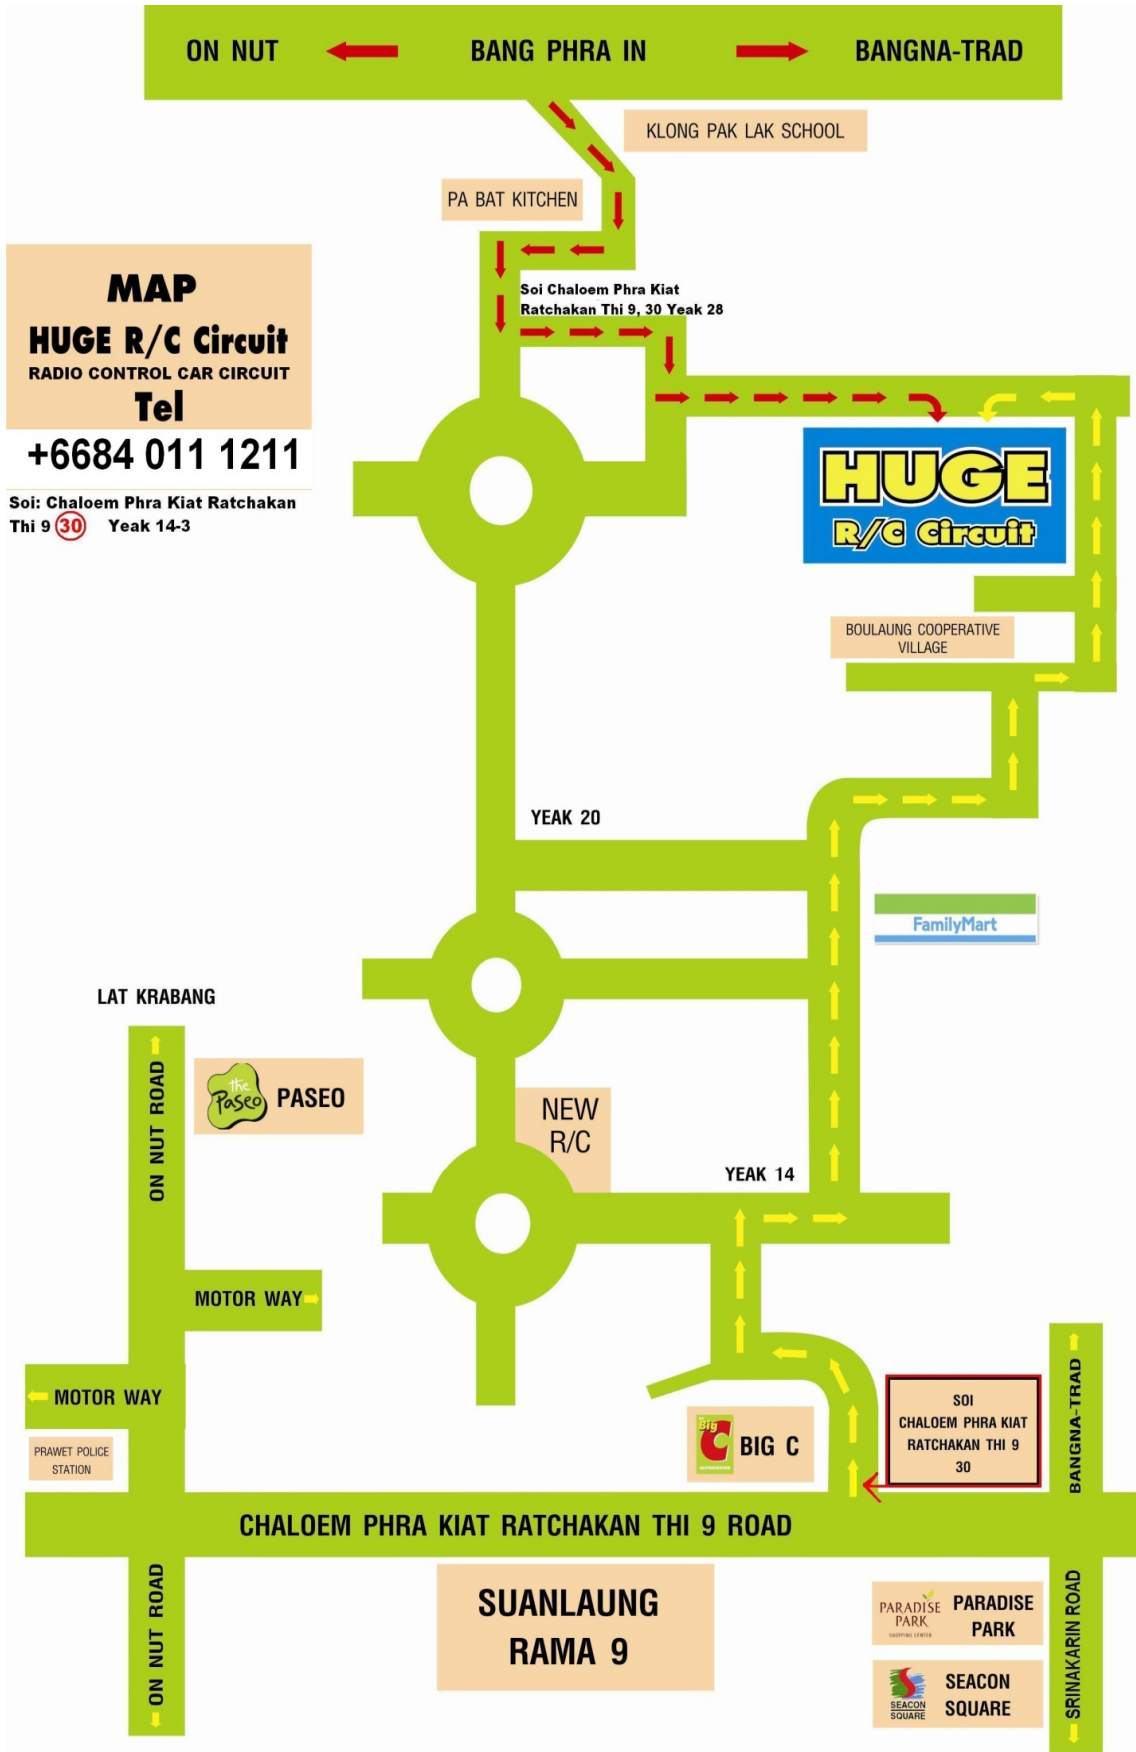 ON NUT BANG PHRA IN BANGNA-TRAD
KLONG PAK LAK SCHOOL
PA BAT KITCHEN
MAP
HUGE R/C Circuit
RADIO CONTROL CAR CIRCUIT
Tel
+6684 011 1211
Soi: Chaloem Phra Kiat Ratchakan
Thi 9 30 Yeak 14-3
Soi Chaloem Phra Kiat
Ratchakan Thi 9, 30 Yeak 28
HUGE
R/C Circuit
BOULAUNG COOPERATIVE
VILLAGE
YEAK 20
FamilyMart
LAT KRABANG
ON NUT ROAD
the
Paseo
PASEO
NEW
R/C
YEAK 14
MOTOR WAY
MOTOR WAY
PRAWET POLICE
STATION
Big
C
SUPERCENTER
BIG C
SOI
CHALOEM PHRA KIAT
RATCHAKAN THI 9
30
BANGNA-TRAD
CHALOEM PHRA KIAT RATCHAKAN THI 9 ROAD
ON NUT ROAD
SUANLAUNG
RAMA 9
PARADISE
PARK
SHOPPING CENTER
PARADISE
PARK
SEACON
SQUARE
SEACON
SQUARE
SRINAKARIN ROAD